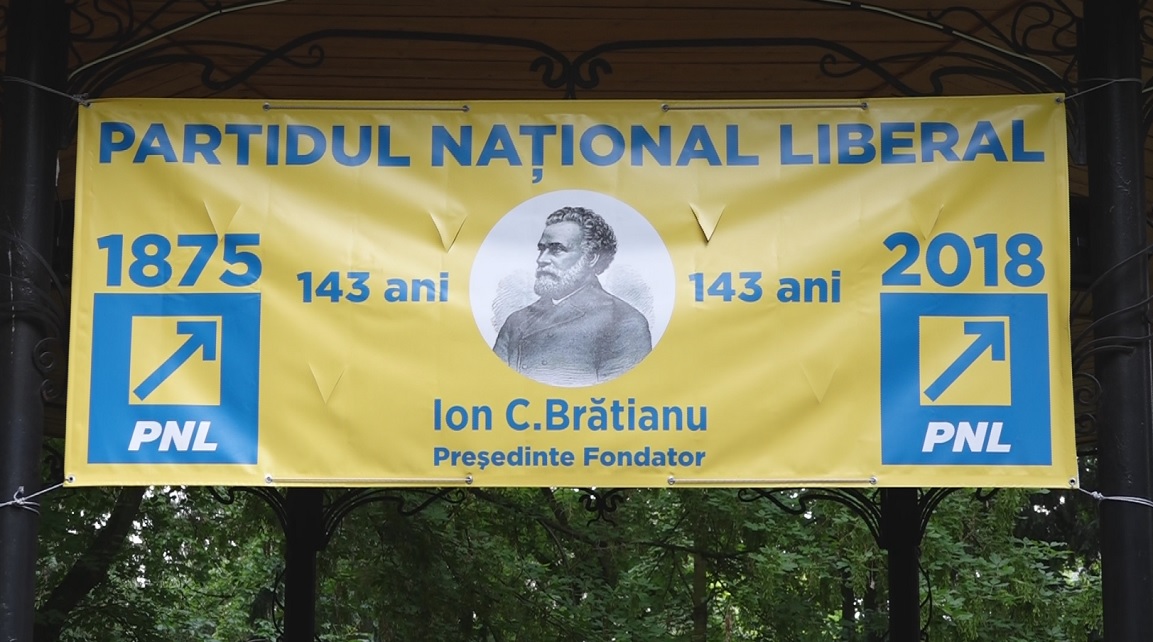 PARTIDUL NAȚIONAL LIBERAL
1875
2018
143 ani
143 ani
PNL
PNL
Ion C.Brătianu
Președinte Fondator